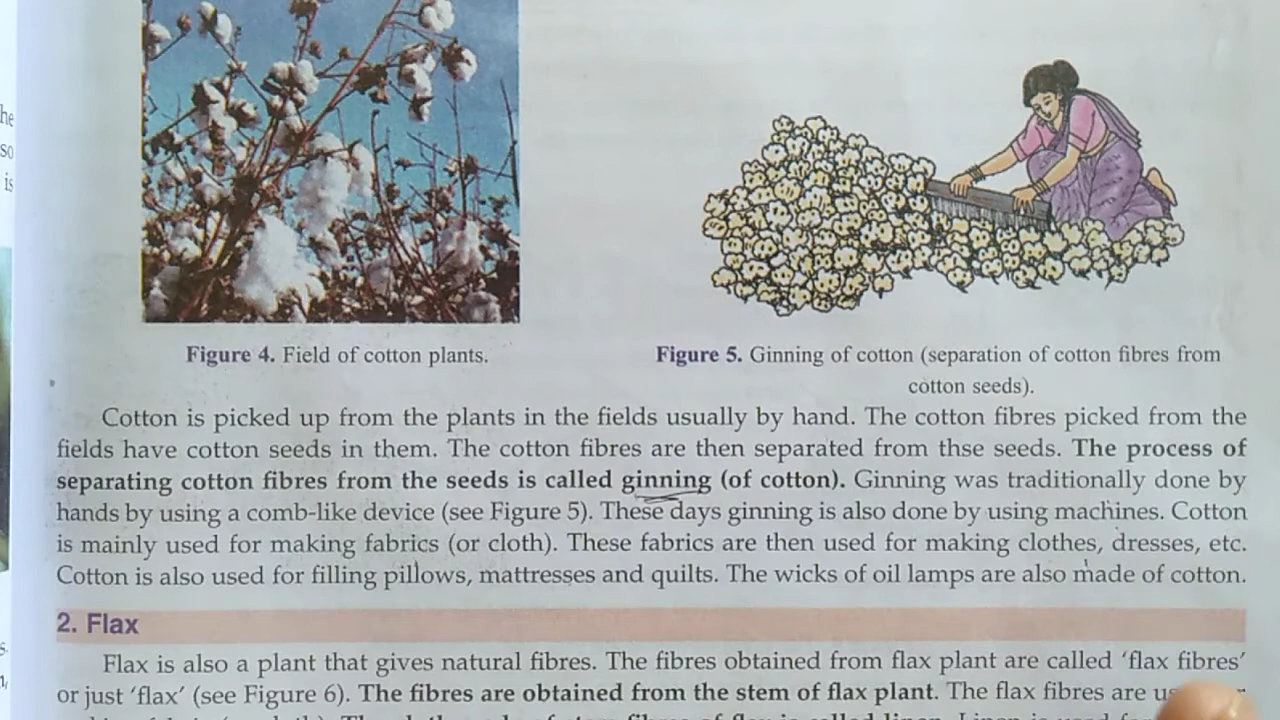 he
so
is
Figure 4. Field of cotton plants.
Figure 5. Ginning of cotton (separation of cotton fibres from
cotton seeds).
Cotton is picked up from the plants in the fields usually by hand. The cotton fibres picked from the
fields have cotton seeds in them. The cotton fibres are then separated from thse seeds. The process of
separating cotton fibres from the seeds is called ginning (of cotton). Ginning was traditionally done by
hands by using a comb-like device (see Figure 5). These days ginning is also done by using machines. Cotton
is mainly used for making fabrics (or cloth). These fabrics are then used for making clothes, dresses, etc.
Cotton is also used for filling pillows, mattresses and quilts. The wicks of oil lamps are also made of cotton.
2. Flax
Flax is also a plant that gives natural fibres. The fibres obtained from flax plant are called 'flax fibres'
or just 'flax' (see Figure 6). The fibres are obtained from the stem of flax plant. The flax fibres are